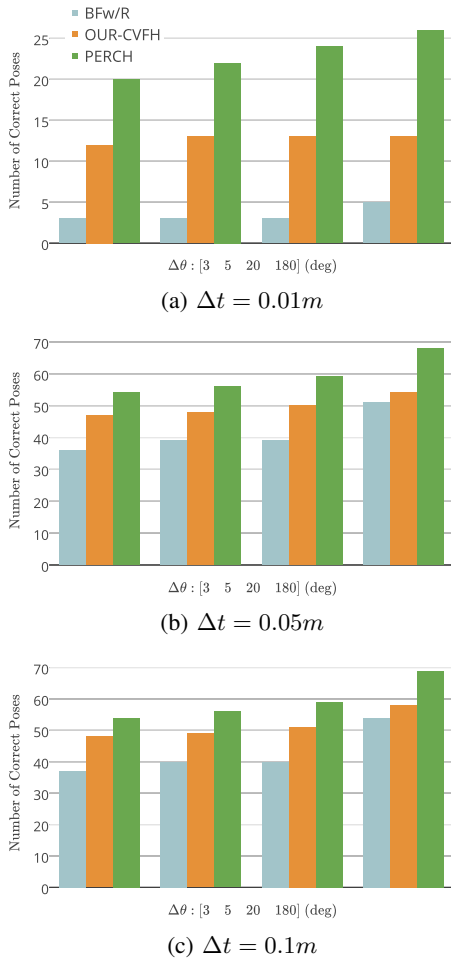 BFw/R
OUR-CVFH
PERCH
Number of Correct Poses
25
20
15
10
5
0
Δθ : [3 5 20 180] (deg)
(a) Δt = 0.01m
Number of Correct Poses
70
60
50
40
30
20
10
0
Δθ : [3 5 20 180] (deg)
(b) Δt = 0.05m
Number of Correct Poses
70
60
50
40
30
20
10
0
Δθ : [3 5 20 180] (deg)
(c) Δt = 0.1m